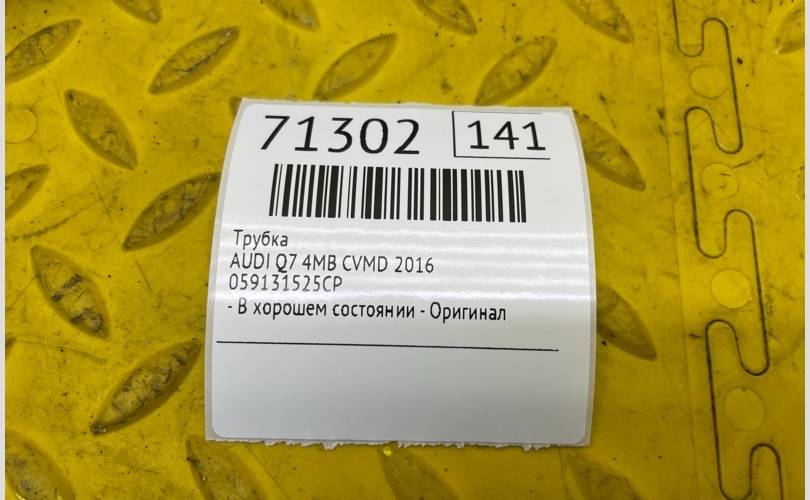 71302 141
Трубка
AUDI Q7 4MB CVMD 2016
059131525CP
- В хорошем состоянии - Оригинал